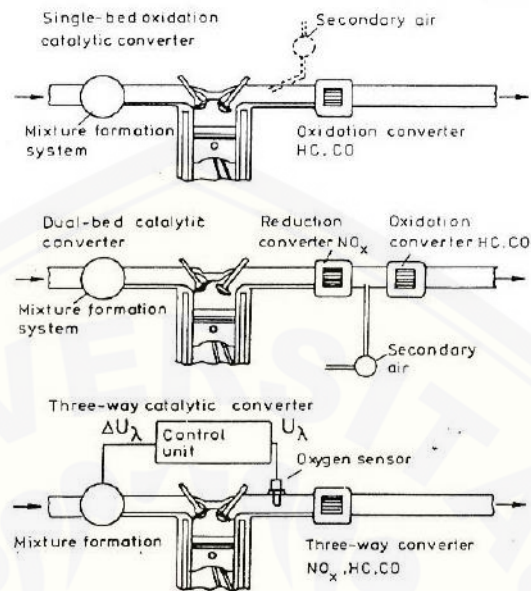 Single-bed oxidation
catalytic converter
Secondary air
Mixture formation
system
Oxidation converter
HC,CO
Dual-bed catalytic
converter
Reduction
converter NOx
Oxidation
converter HC,CO
Mixture formation
system
Secondary
air
Three-way catalytic converter
ΔUλ
Control
unit
Uλ
Oxygen sensor
Mixture formation
Three-way converter
NOx,HC,CO